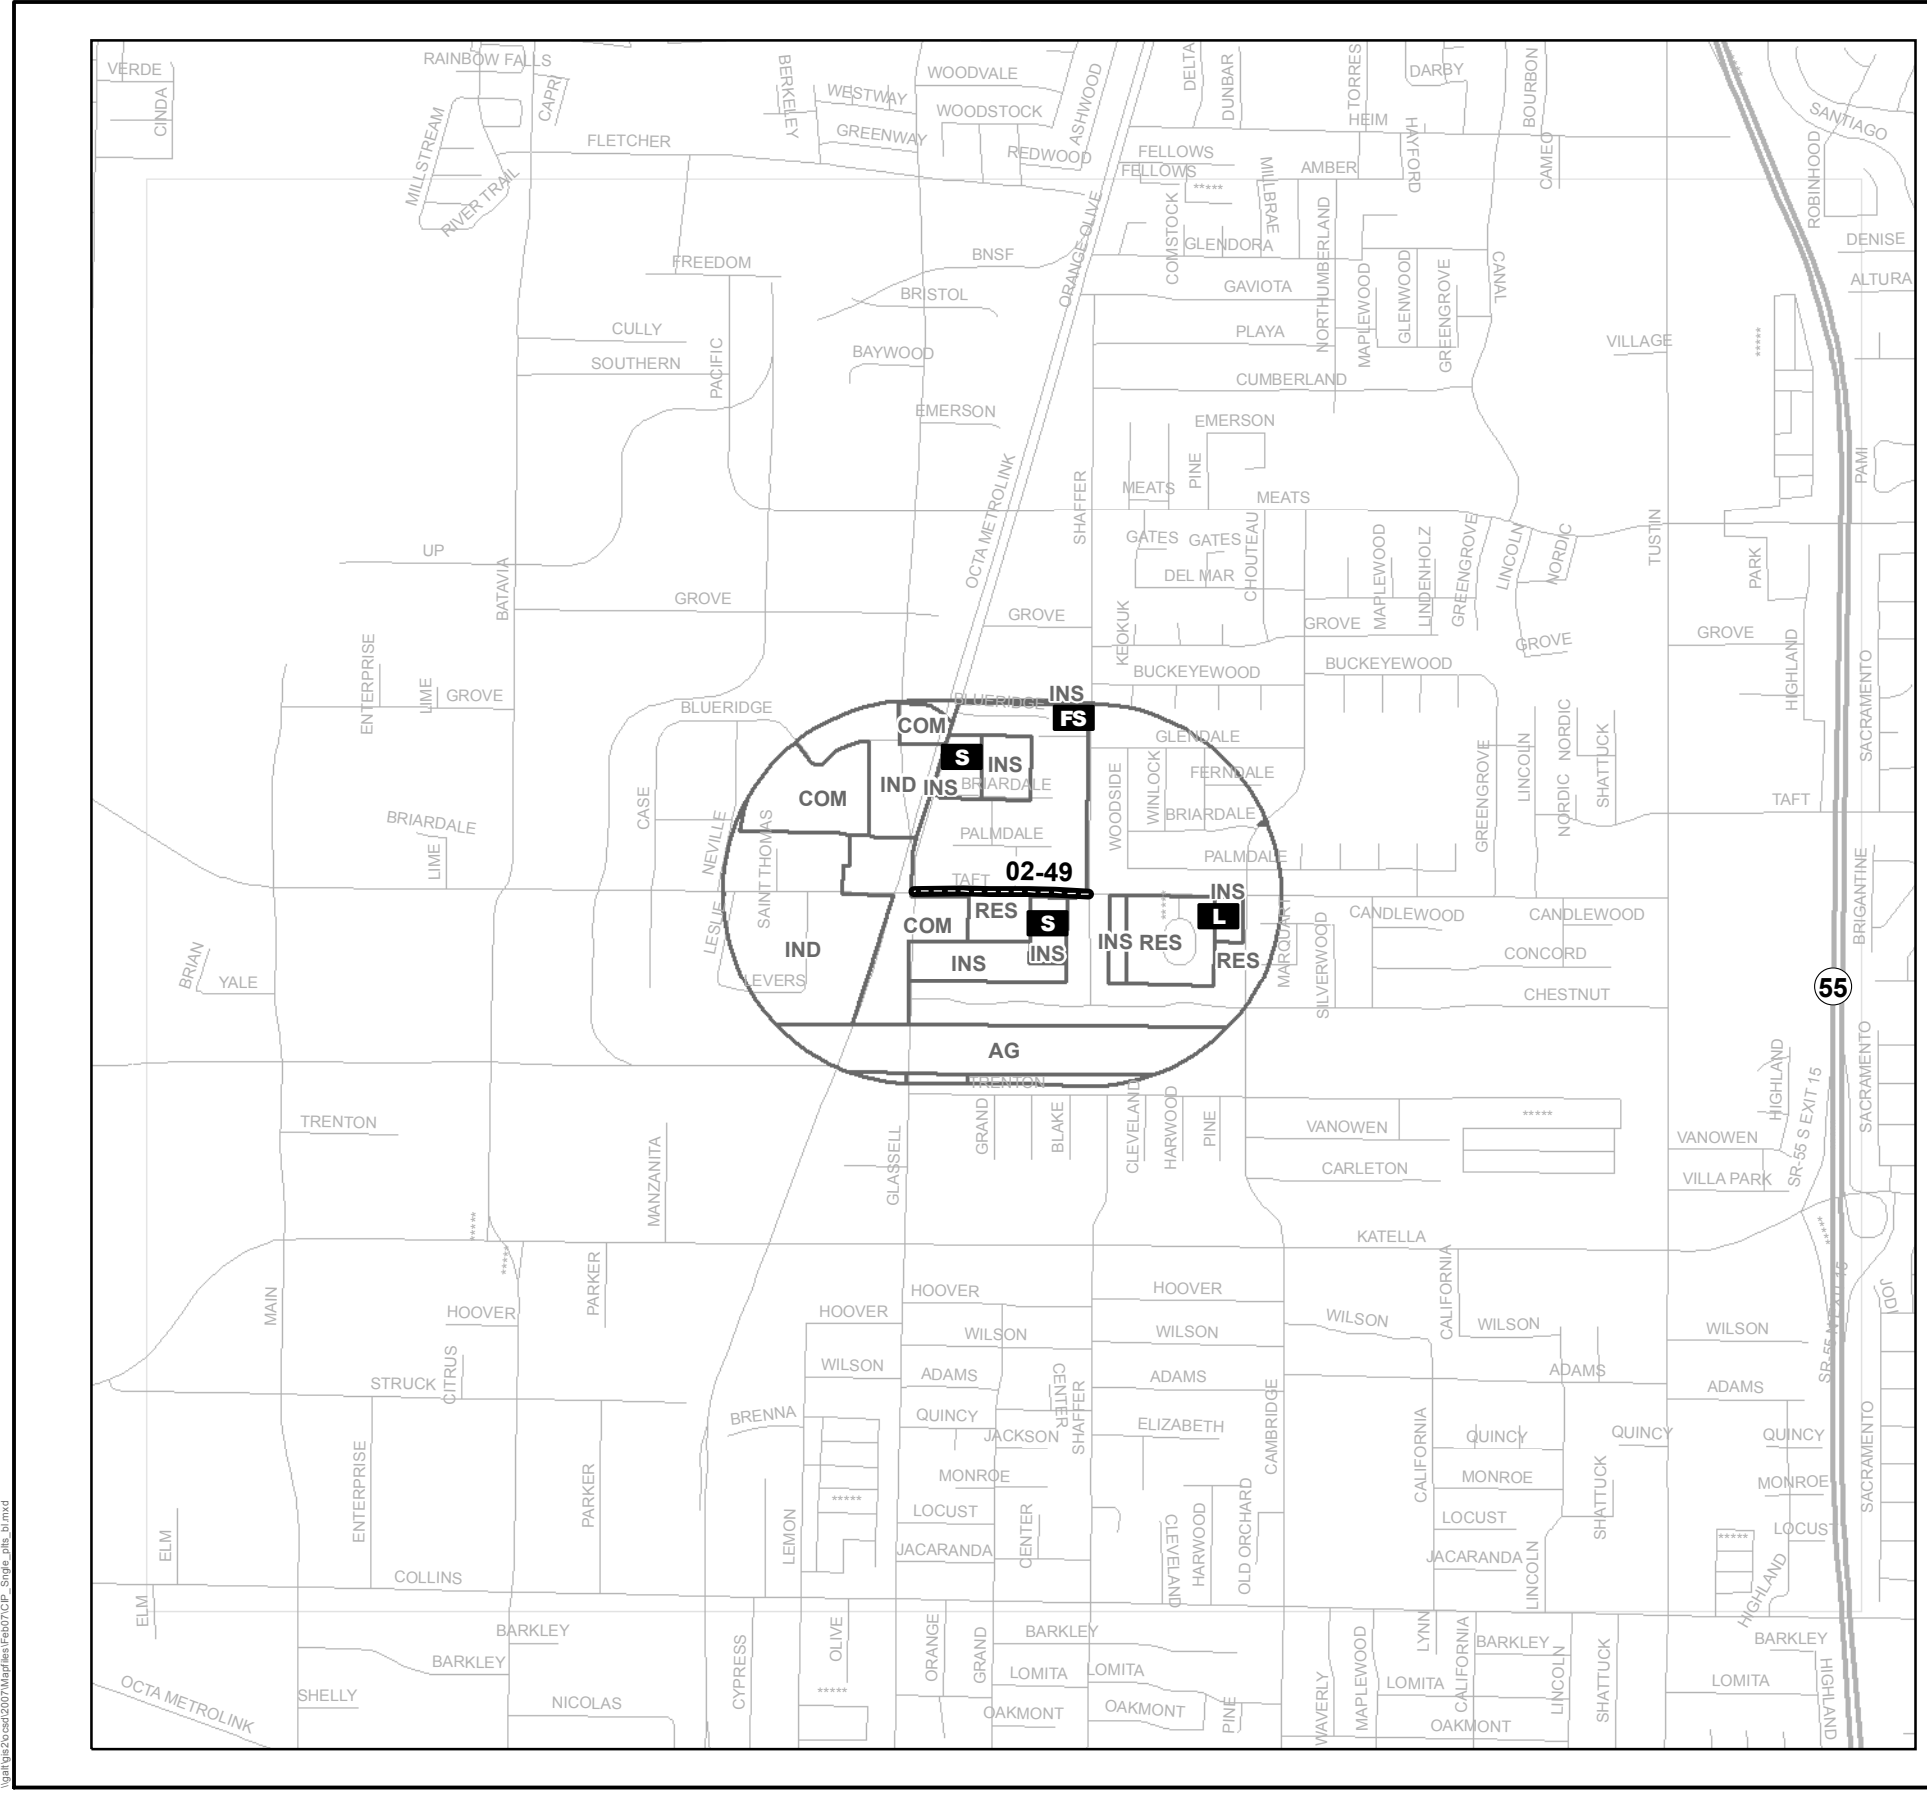 RAINBOW FALLS
VERDE
CINDA
CAPRI
BERKELEY
WESTWAY
WOODVALE
WOODSTOCK
ASHWOOD
DELTA
DUNBAR
TORRES
DARBY
BOURBON
SANTIAGO
MILLSTREAM
FLETCHER
GREENWAY
REDWOOD
HEIM
HAYFORD
CAMEO
ROBINHOOD
RIVER TRAIL
FELLOWS
FELLOWS
*****
MILLBRAE
AMBER
ORANGE OLIVE
COMSTOCK
GLENDORA
NORTHUMBERLAND
DENISE
FREEDOM
BNSF
MAPLEWOOD
GLENWOOD
GREENGROVE
CANAL
ALTURA
BRISTOL
GAVIOTA
CULLY
PLAYA
VILLAGE
*****
SOUTHERN
PACIFIC
BAYWOOD
CUMBERLAND
EMERSON
EMERSON
OCTA METROLINK
SHAFFER
MEATS
PINE
MEATS
PAMI
UP
BATAVIA
GATES
GATES
CHOUTEAU
MAPLEWOOD
LINDENHOLZ
GREENGROVE
LINCOLN
NORDIC
TUSTIN
PARK
DEL MAR
GROVE
GROVE
KEOKUK
GROVE
GROVE
GROVE
HIGHLAND
SACRAMENTO
ENTERPRISE
LIME
GROVE
BUCKEYEWOOD
BUCKEYEWOOD
BLUERIDGE
BLUERIDGE
INS
FS
COM
GLENDALE
NORDIC
SHATTUCK
S
INS
IND
INS
BRIARDALE
WOODSIDE
WINLOCK
FERNDALE
GREENGROVE
LINCOLN
NORDIC
TAFT
COM
CASE
BRIARDALE
LIME
NEVILLE
SAINT THOMAS
PALMDALE
BRIARDALE
PALMDALE
02-49
TAFT
INS
L
BRIGANTINE
LESLIE
RES
COM
S
*****
CANDLEWOOD
CANDLEWOOD
IND
INS
INS
INS
RES
RES
MARQUART
SILVERWOOD
CONCORD
BRIAN
YALE
LEVERS
CHESTNUT
55
AG
TRENTON
HIGHLAND
SR-55 S EXIT 15
SACRAMENTO
TRENTON
MANZANITA
GLASSELL
GRAND
BLAKE
CLEVELAND
HARWOOD
PINE
VANOWEN
*****
VANOWEN
CARLETON
VILLA PARK
*****
*****
KATELLA
*****
MAIN
PARKER
HOOVER
HOOVER
HOOVER
HOOVER
CALIFORNIA
SR-55 N EXIT 15
JODI
WILSON
WILSON
WILSON
WILSON
WILSON
WILSON
STRUCK
CITRUS
ADAMS
CENTER
SHAFFER
ADAMS
ADAMS
ADAMS
BRENNA
QUINCY
JACKSON
ELIZABETH
CAMBRIDGE
CALIFORNIA
QUINCY
QUINCY
QUINCY
SACRAMENTO
ENTERPRISE
PARKER
MONROE
MONROE
MONROE
*****
LEMON
LOCUST
CENTER
CLEVELAND
HARWOOD
OLD ORCHARD
LOCUST
SHATTUCK
*****
LOCUST
ELM
JACARANDA
JACARANDA
LINCOLN
HIGHLAND
COLLINS
ELM
BARKLEY
BARKLEY
CYPRESS
OLIVE
ORANGE
GRAND
BARKLEY
LYNN
CALIFORNIA
BARKLEY
LINCOLN
SHATTUCK
BARKLEY
HIGHLAND
LOMITA
LOMITA
LOMITA
LOMITA
OCTA METROLINK
SHELLY
NICOLAS
*****
OAKMONT
OAKMONT
PINE
WAVERLY
MAPLEWOOD
OAKMONT